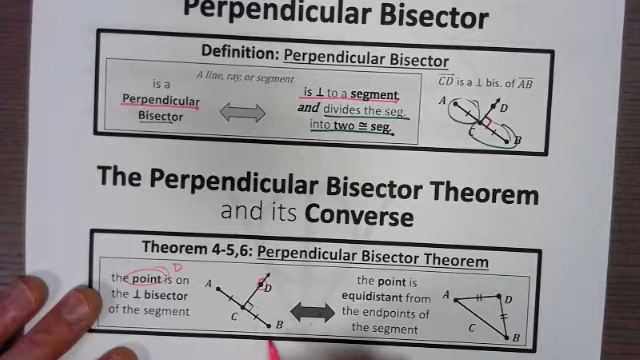 Perpendicular Bisector
Definition: Perpendicular Bisector
A line, ray, or segment
is a
Perpendicular
Bisector
is ⊥ to a segment
and divides the seg.
into two ≅ seg.
CD is a ⊥ bis. of AB
A
D
C
B
The Perpendicular Bisector Theorem
and its Converse
Theorem 4-5,6: Perpendicular Bisector Theorem
the point is on
the ⊥ bisector
of the segment
D
A
D
C
B
the point is
equidistant from
the endpoints of
the segment
A
D
C
B